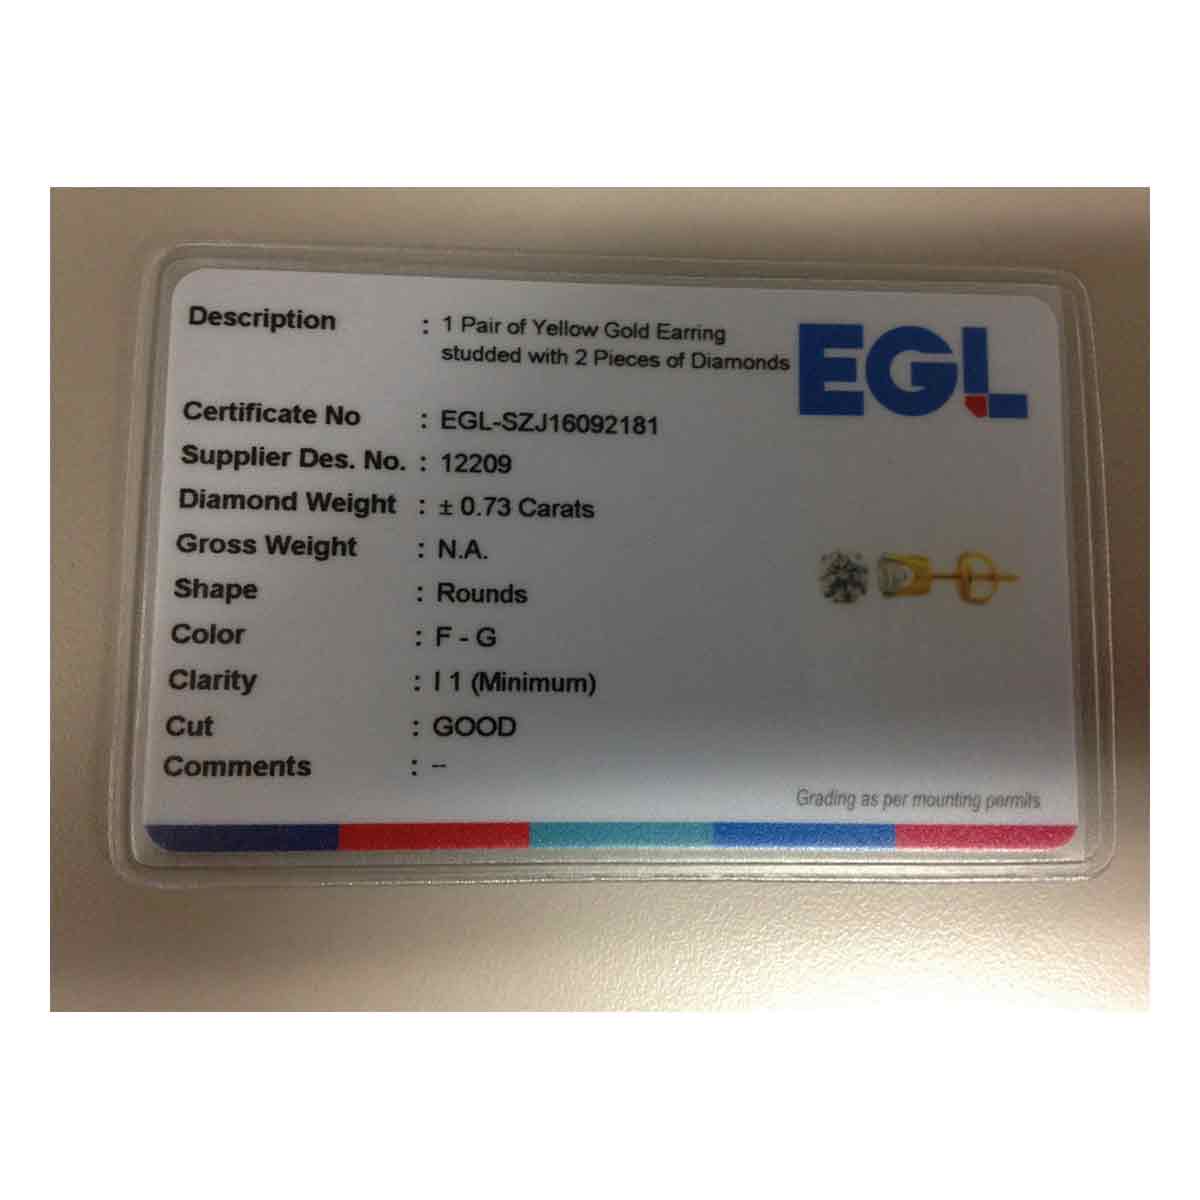 Description : 1 Pair of Yellow Gold Earring
studded with 2 Pieces of Diamonds
EGL
Certificate No : EGL-SZJ16092181
Supplier Des. No. : 12209
Diamond Weight : ± 0.73 Carats
Gross Weight : N.A.
Shape : Rounds
Color : F - G
Clarity : I 1 (Minimum)
Cut : GOOD
Comments : --
Grading as per mounting permits